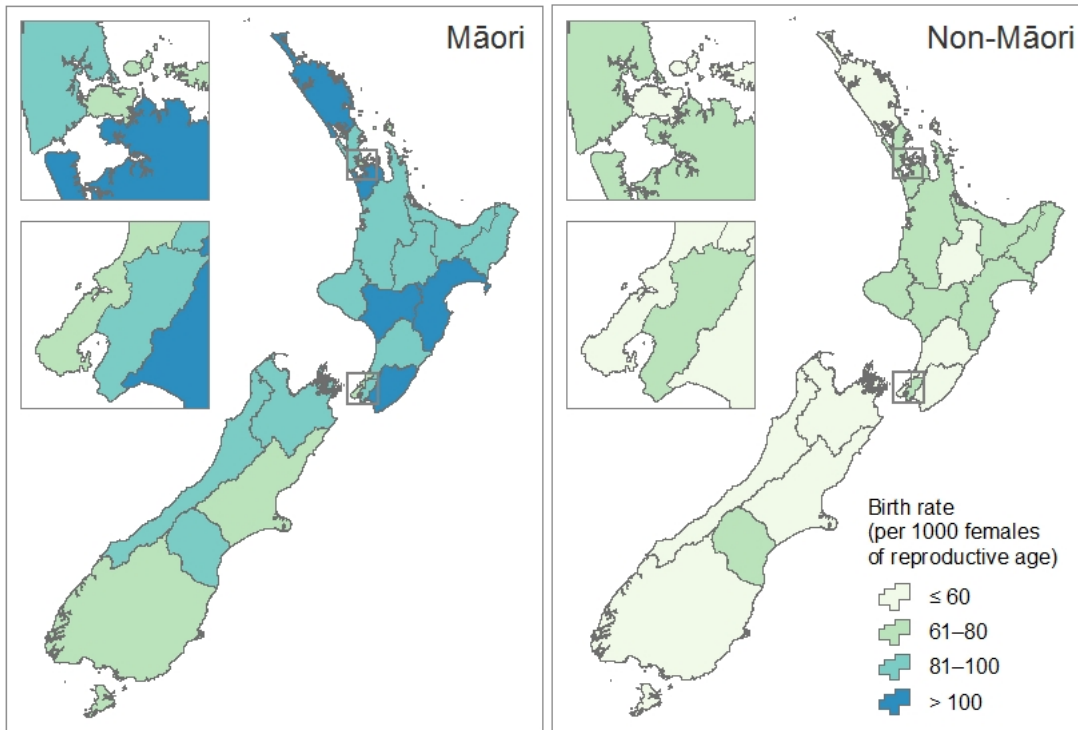 Māori
Non-Māori
Birth rate
(per 1000 females
of reproductive age)
≤ 60
61–80
81–100
> 100